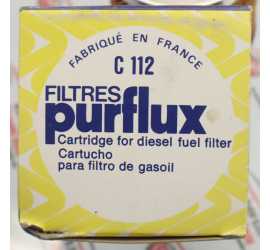 FABRIQUÉ EN FRANCE
C 112
FILTRES
purflux
Cartridge for diesel fuel filter
Cartucho
para filtro de gasoil